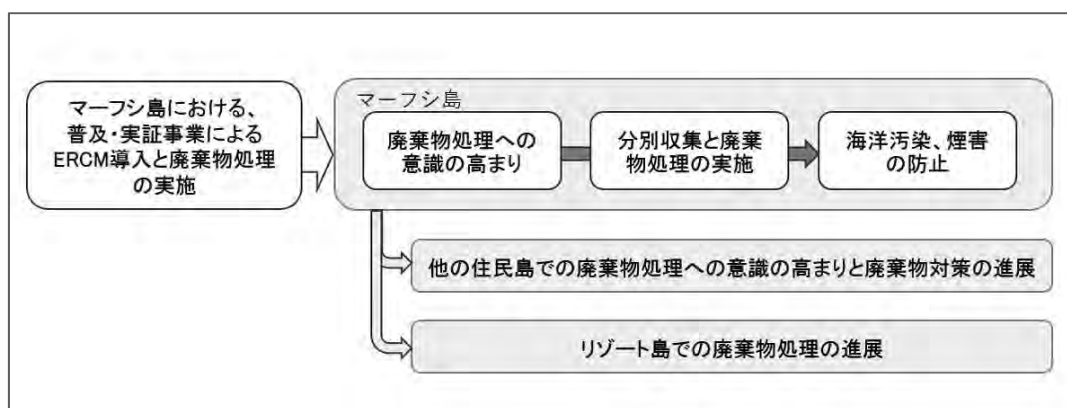 マーフシ島における、
普及・実証事業による
ERCM導入と廃棄物処理
の実施
マーフシ島
廃棄物処理への
意識の高まり
分別収集と廃棄
物処理の実施
海洋汚染、煙害
の防止
他の住民島での廃棄物処理への意識の高まりと廃棄物対策の進展
リゾート島での廃棄物処理の進展